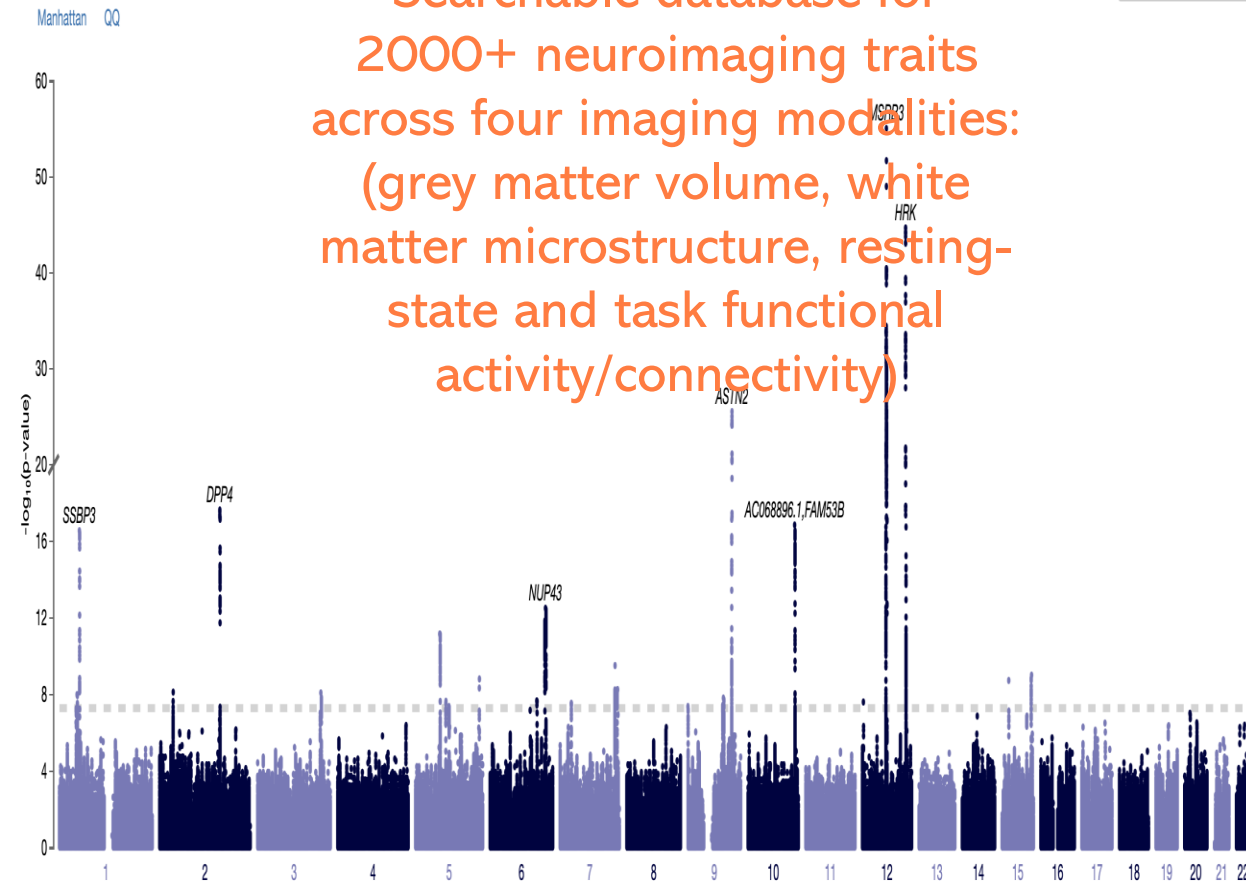 Manhattan QQ
Searchable database for
2000+ neuroimaging traits
across four imaging modalities:
(grey matter volume, white
matter microstructure, resting-
state and task functional
activity/connectivity)
60
50
40
30
20
16
12
8
4
0
-log₁₀(p-value)
MSRB3
HRK
ASTN2
DPP4
SSBP3
AC068896.1,FAM53B
NUP43
1 2 3 4 5 6 7 8 9 10 11 12 13 14 15 16 17 18 19 20 21 22